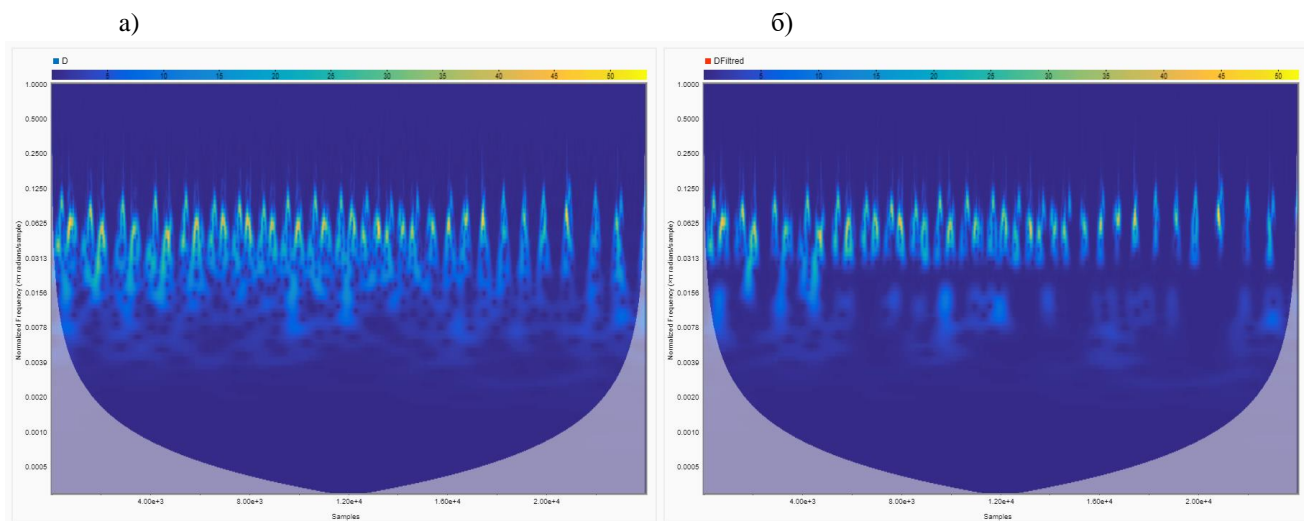 а)
б)
D
5 10 15 20 25 30 35 40 45 50
1.0000
0.5000
0.2500
0.1250
0.0625
0.0313
0.0156
0.0078
0.0039
0.0020
0.0010
0.0005
Normalized Frequency (×π radians/sample)
4.00e+3 8.00e+3 1.20e+4 1.60e+4 2.00e+4
Samples
DFiltred
5 10 15 20 25 30 35 40 45 50
1.0000
0.5000
0.2500
0.1250
0.0625
0.0313
0.0156
0.0078
0.0039
0.0020
0.0010
0.0005
Normalized Frequency (×π radians/sample)
4.00e+3 8.00e+3 1.20e+4 1.60e+4 2.00e+4
Samples